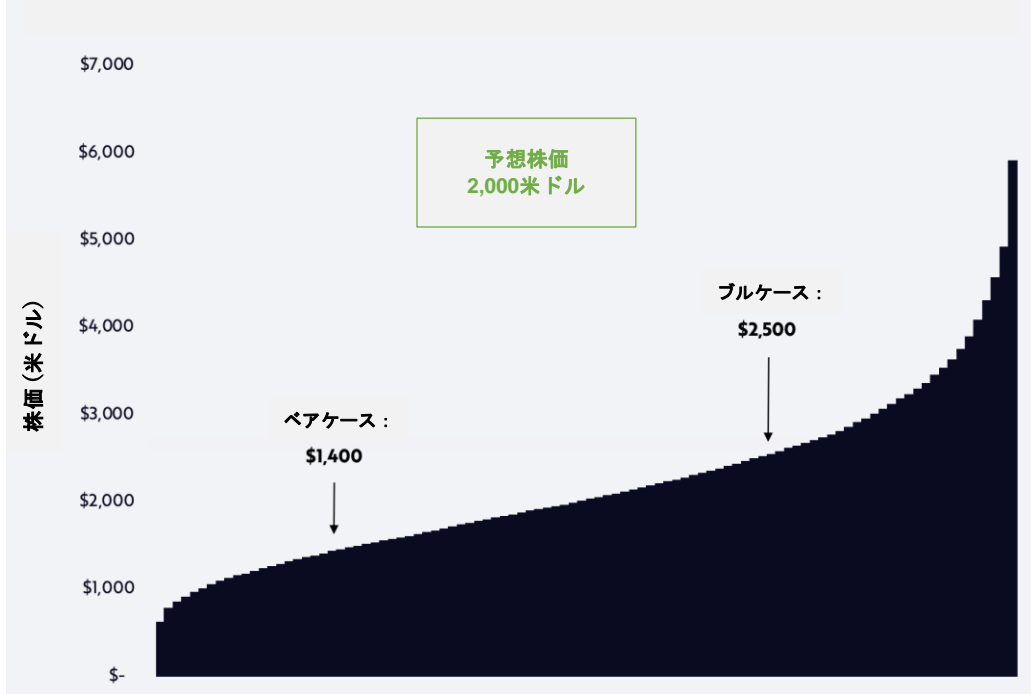 $7,000
予想株価
2,000米ドル
$6,000
$5,000
ブルケース：
$2,500
株価（米ドル）
$4,000
ベアケース：
$1,400
$3,000
$2,000
$1,000
$-